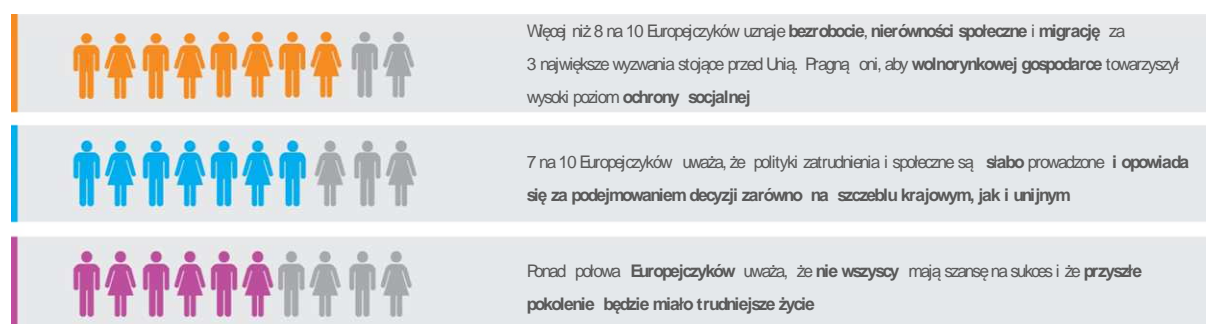 Więcej niż 8 na 10 Europejczyków uznaje bezrobocie, nierówności społeczne i migrację za
3 największe wyzwania stojące przed Unią. Pragną oni, aby wolnorynkowej gospodarce towarzyszył
wysoki poziom ochrony socjalnej
7 na 10 Europejczyków uważa, że polityki zatrudnienia i społeczne są słabo prowadzone i opowiada
się za podejmowaniem decyzji zarówno na szczeblu krajowym, jak i unijnym
Ponad połowa Europejczyków uważa, że nie wszyscy mają szansę na sukces i że przyszłe
pokolenie będzie miało trudniejsze życie